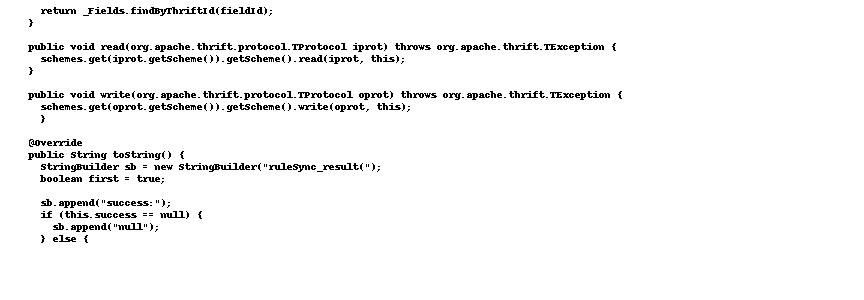 return _Fields.findByThriftId(fieldId);
}
public void read(org.apache.thrift.protocol.TProtocol iprot) throws org.apache.thrift.TException {
schemes.get(iprot.getScheme()).getScheme().read(iprot, this);
}
public void write(org.apache.thrift.protocol.TProtocol oprot) throws org.apache.thrift.TException {
schemes.get(oprot.getScheme()).getScheme().write(oprot, this);
}
@Override
public String toString() {
StringBuilder sb = new StringBuilder("ruleSync_result(");
boolean first = true;
sb.append("success:");
if (this.success == null) {
sb.append("null");
} else {